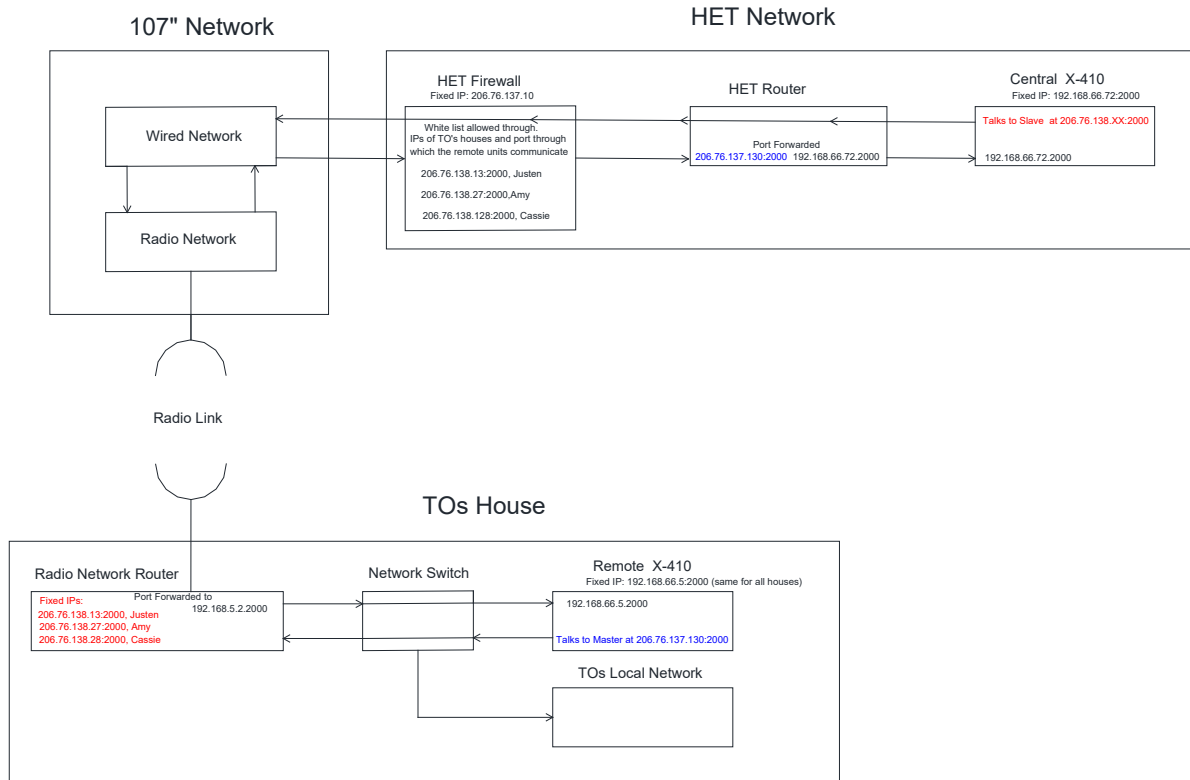 107" Network
HET Network
HET Firewall
Fixed IP: 206.76.137.10
White list allowed through.
IPs of TO's houses and port through
which the remote units communicate
206.76.138.13:2000, Justen
206.76.138.27:2000,Amy
206.76.138.128:2000, Cassie
HET Router
Port Forwarded
206.76.137.130:2000 192.168.66.72.2000
Central X-410
Fixed IP: 192.168.66.72:2000
Talks to Slave at 206.76.138.XX:2000
192.168.66.72.2000
Wired Network
Radio Network
Radio Link
TOs House
Radio Network Router
Fixed IPs:
206.76.138.13:2000, Justen
206.76.138.27:2000, Amy
206.76.138.28:2000, Cassie
Port Forwarded to
192.168.5.2.2000
Network Switch
Remote X-410
Fixed IP: 192.168.66.5:2000 (same for all houses)
192.168.66.5.2000
Talks to Master at 206.76.137.130:2000
TOs Local Network